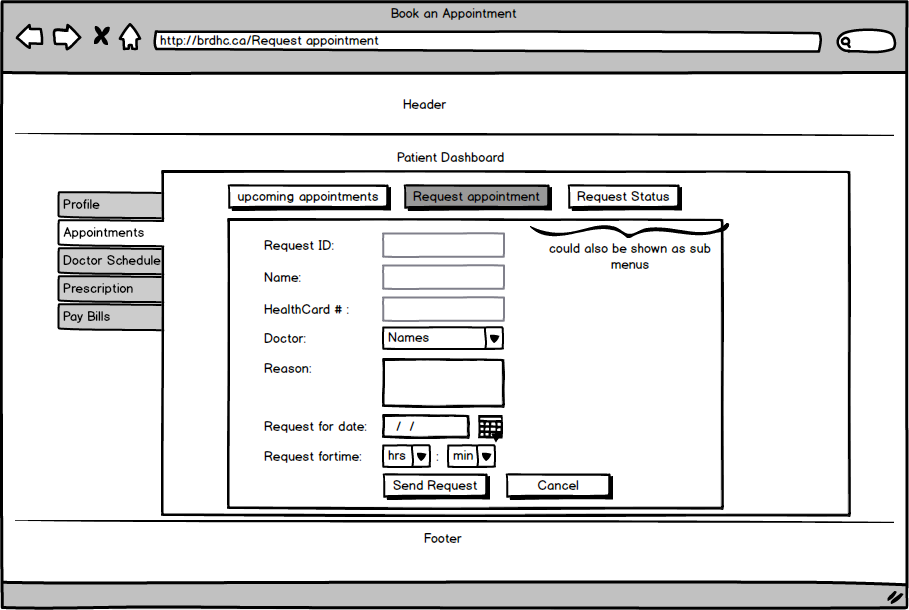 Book an Appointment
http://brdhc.ca/Request appointment
Header
Patient Dashboard
upcoming appointments
Request appointment
Request Status
Profile
Appointments
Doctor Schedule
Prescription
Pay Bills
could also be shown as sub
menus
Request ID:
Name:
HealthCard # :
Doctor: Names
Reason:
Request for date: / /
Request fortime: hrs : min
Send Request Cancel
Footer